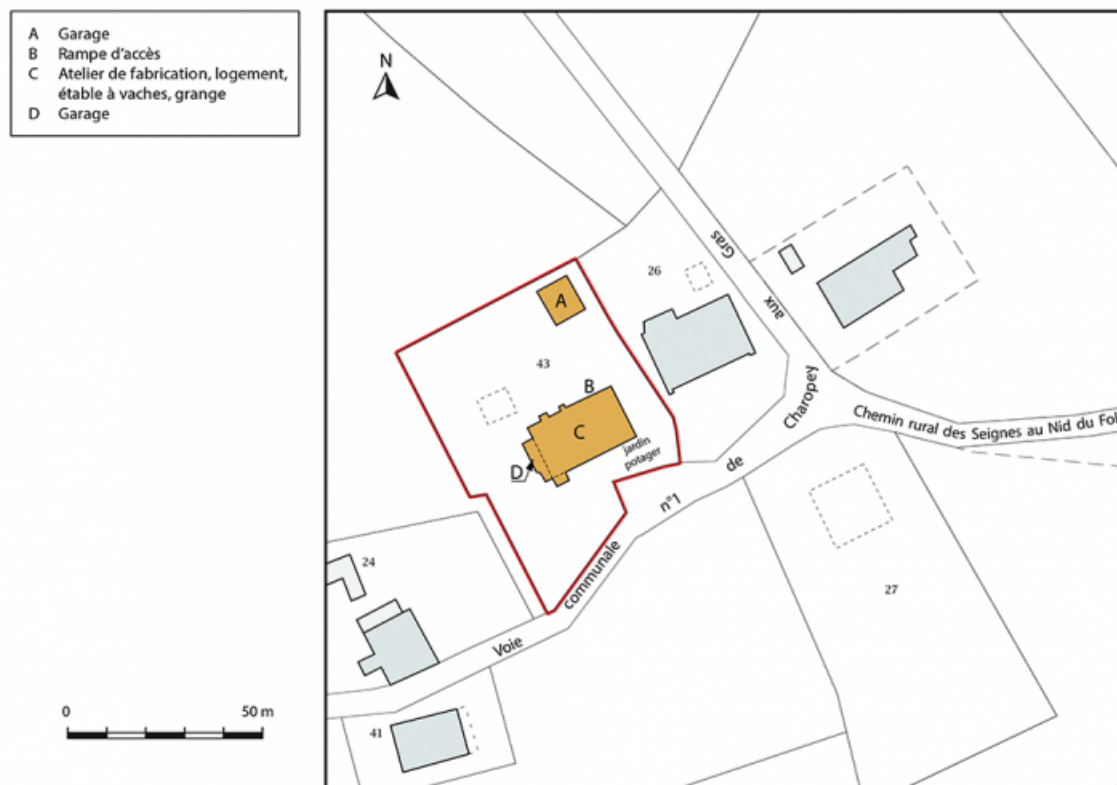 A Garage
B Rampe d'accès
C Atelier de fabrication, logement,
étable à vaches, grange
D Garage
N
Gras
26
aux
A
43
B
Charopey
Chemin rural des Seignes au Nid du Fol
C
jardin
potager
D
de
n°1
communale
24
27
Voie
0 50 m
41